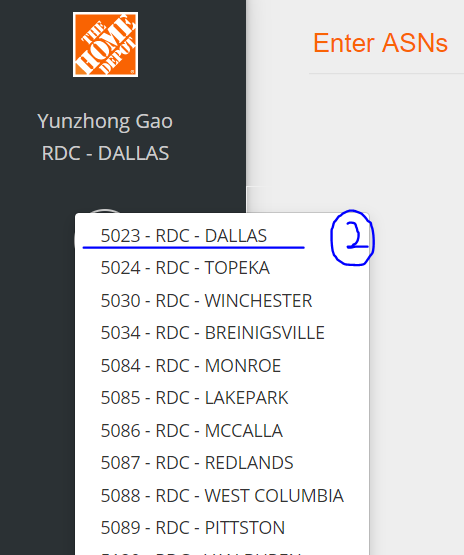 THE
HOME
DEPOT
Enter ASNs
Yunzhong Gao
RDC - DALLAS
5023 - RDC - DALLAS
2
5024 - RDC - TOPEKA
5030 - RDC - WINCHESTER
5034 - RDC - BREINIGSVILLE
5084 - RDC - MONROE
5085 - RDC - LAKEPARK
5086 - RDC - MCCALLA
5087 - RDC - REDLANDS
5088 - RDC - WEST COLUMBIA
5089 - RDC - PITTSTON